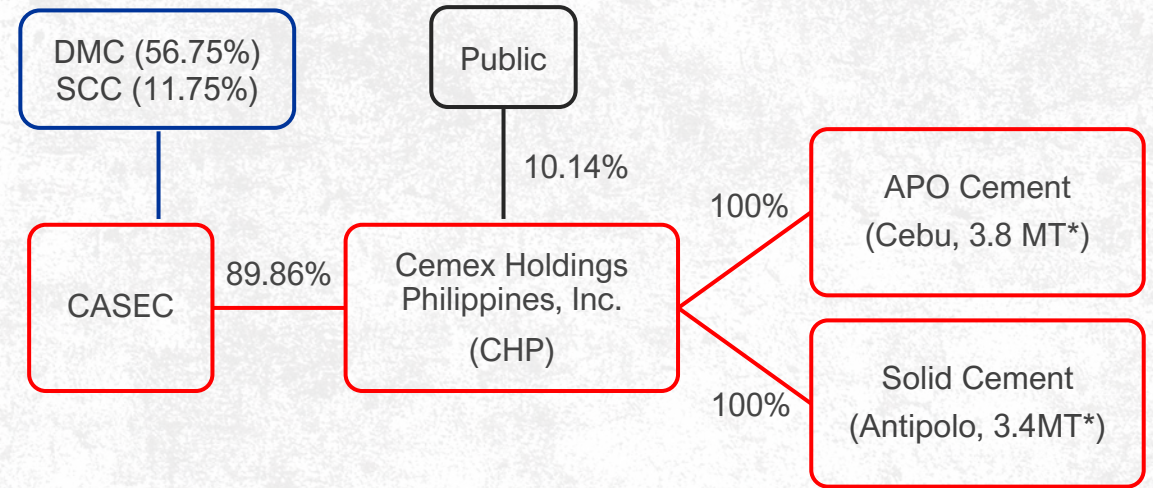 DMC (56.75%)
SCC (11.75%)
Public
10.14%
CASEC
89.86%
Cemex Holdings
Philippines, Inc.
(CHP)
100%
APO Cement
(Cebu, 3.8 MT*)
100%
Solid Cement
(Antipolo, 3.4MT*)